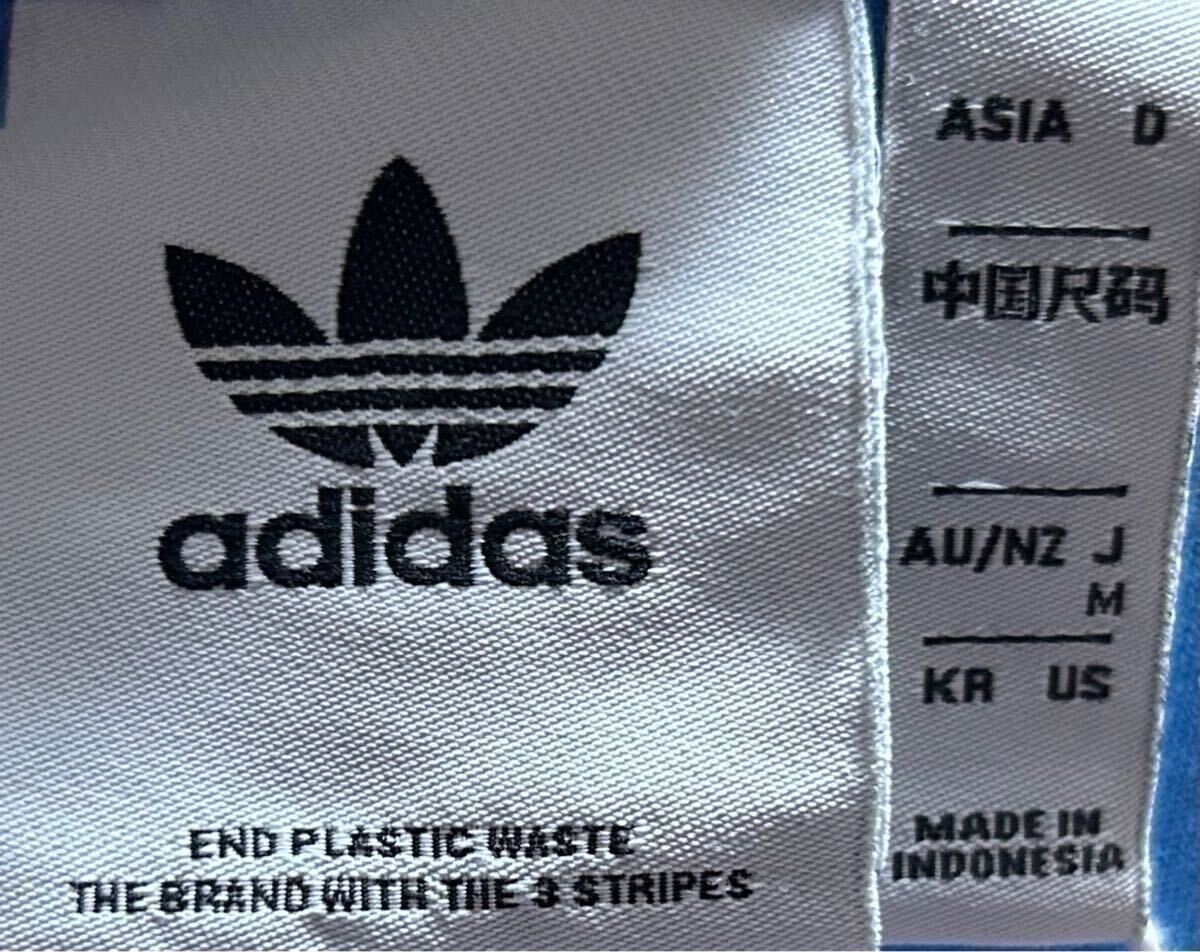 adidas
END PLASTIC WASTE
THE BRAND WITH THE 3 STRIPES
ASIA D
中国尺码
AU/NZ J
M
KR US
MADE IN
INDONESIA